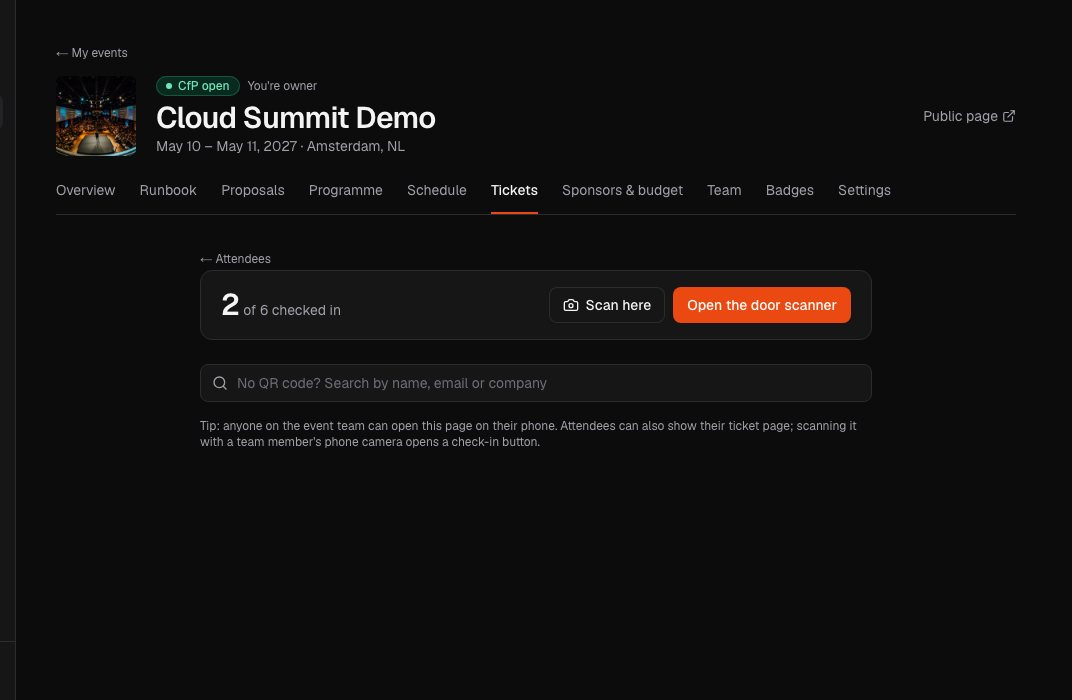 ← My events
CfP open You're owner
Cloud Summit Demo
May 10 – May 11, 2027 · Amsterdam, NL
Public page
Overview Runbook Proposals Programme Schedule Tickets Sponsors & budget Team Badges Settings
← Attendees
2 of 6 checked in
Scan here
Open the door scanner
No QR code? Search by name, email or company
Tip: anyone on the event team can open this page on their phone. Attendees can also show their ticket page; scanning it
with a team member's phone camera opens a check-in button.